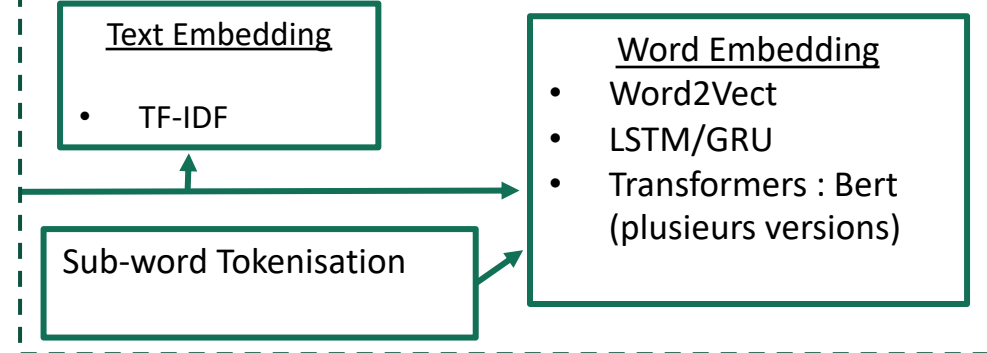 Text Embedding
• TF-IDF
Sub-word Tokenisation
Word Embedding
• Word2Vect
• LSTM/GRU
• Transformers : Bert
(plusieurs versions)